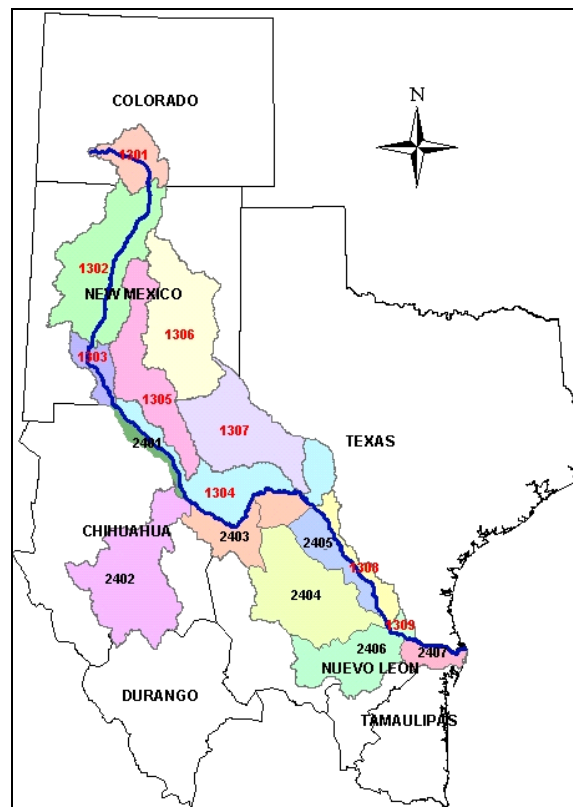 COLORADO
N
1301
1302
NEW MEXICO
1306
1303
1305
2401
1307
TEXAS
1304
CHIHUAHUA
2403
2405
2402
1308
2404
1309
2406
2407
NUEVO LEÓN
DURANGO
TAMAULIPAS